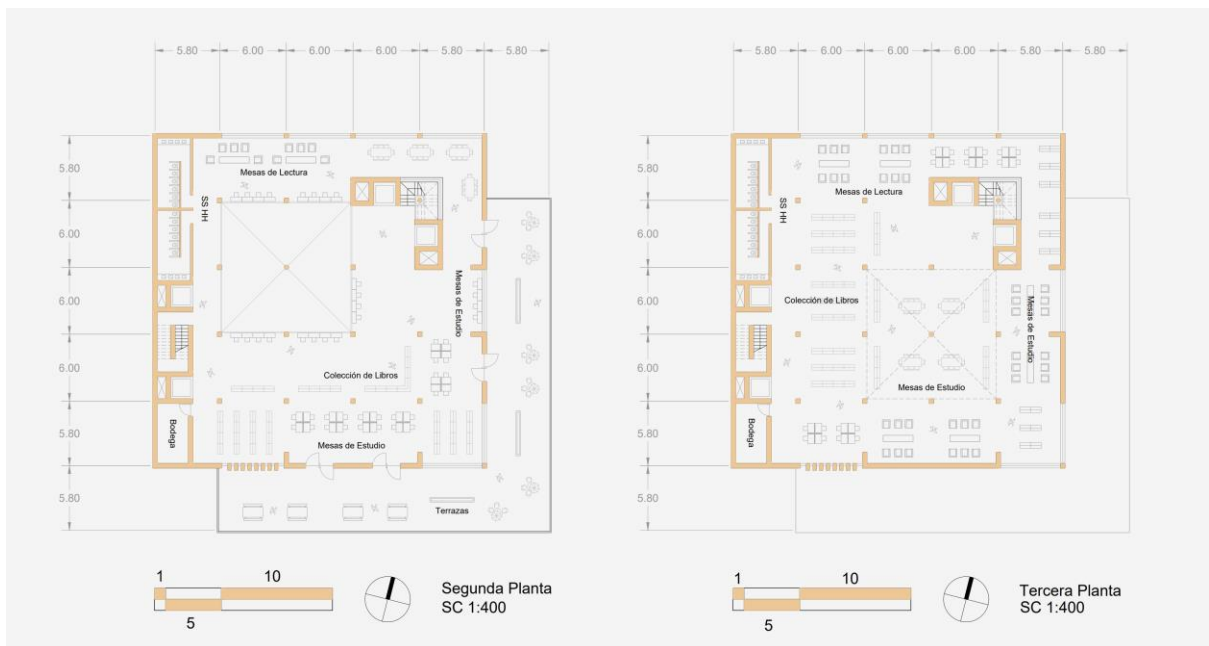 5.80 6.00 6.00 6.00 5.80 5.80
5.80
6.00
6.00
6.00
5.80
5.80
Mesas de Lectura
SS HH
Mesas de Estudio
Colección de Libros
Bodega
Mesas de Estudio
Terrazas
1 10
5
Segunda Planta
SC 1:400
5.80 6.00 6.00 6.00 5.80 5.80
5.80
6.00
6.00
6.00
5.80
5.80
Mesas de Lectura
SS HH
Colección de Libros
Mesas de Estudio
Mesas de Estudio
Bodega
1 10
5
Tercera Planta
SC 1:400